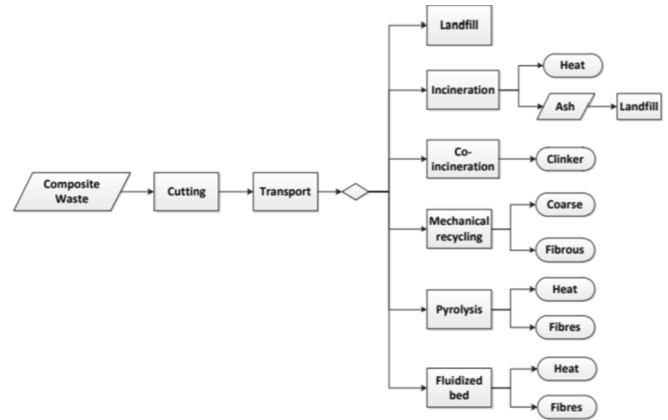 Landfill
Heat
Incineration
Ash
Landfill
Co-
incineration
Clinker
Composite
Waste
Cutting
Transport
Coarse
Mechanical
recycling
Fibrous
Heat
Pyrolysis
Fibres
Heat
Fluidized
bed
Fibres